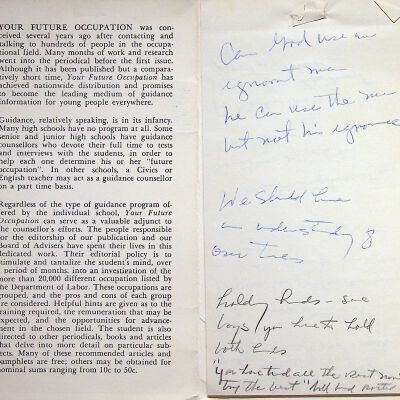 YOUR FUTURE OCCUPATION was con-
ceived several years ago after contacting and
talking to hundreds of people in the occupa-
tional field. Many months of work and research
went into the periodical before the first issue.
Although it has been published but a compara-
tively short time, Your Future Occupation has
achieved nationwide distribution and promises
to become the leading medium of guidance
information for young people everywhere.
Guidance, relatively speaking, is in its infancy.
Many high schools have no program at all. Some
senior and junior high schools have guidance
counsellors who devote their full time to tests
and interviews with the students, in order to
help each one determine his or her "future
occupation". In other schools, a Civics or
English teacher may act as a guidance counsellor
on a part time basis.
Regardless of the type of guidance program of-
fered by the individual school, Your Future
Occupation can serve as a valuable adjunct to
the counsellor's efforts. The people responsible
for the editorship of our publication and our
Board of Advisers have spent their lives in this
dedicated work. Their editorial policy is to
stimulate and tantalize the student's mind, over
a period of months, into an investigation of the
more than 20,000 different occupation listed by
the Department of Labor. These occupations are
grouped, and the pros and cons of each group
are considered. Helpful hints are given as to the
training required, the remuneration that may be
expected, and the opportunities for advance-
ment in the chosen field. The student is also
directed to other periodicals, books and articles
that delve into more detail on particular sub-
jects. Many of these recommended articles and
pamphlets are free; others may be obtained for
nominal sums ranging from 10c to 50c.
Can God use an
ignorant man
he can use the man
but not his ignorance
We should have
an understanding of
our times
holding hands - some
boys you have to hold
both hands
"you have tried all the rest now
try the best"